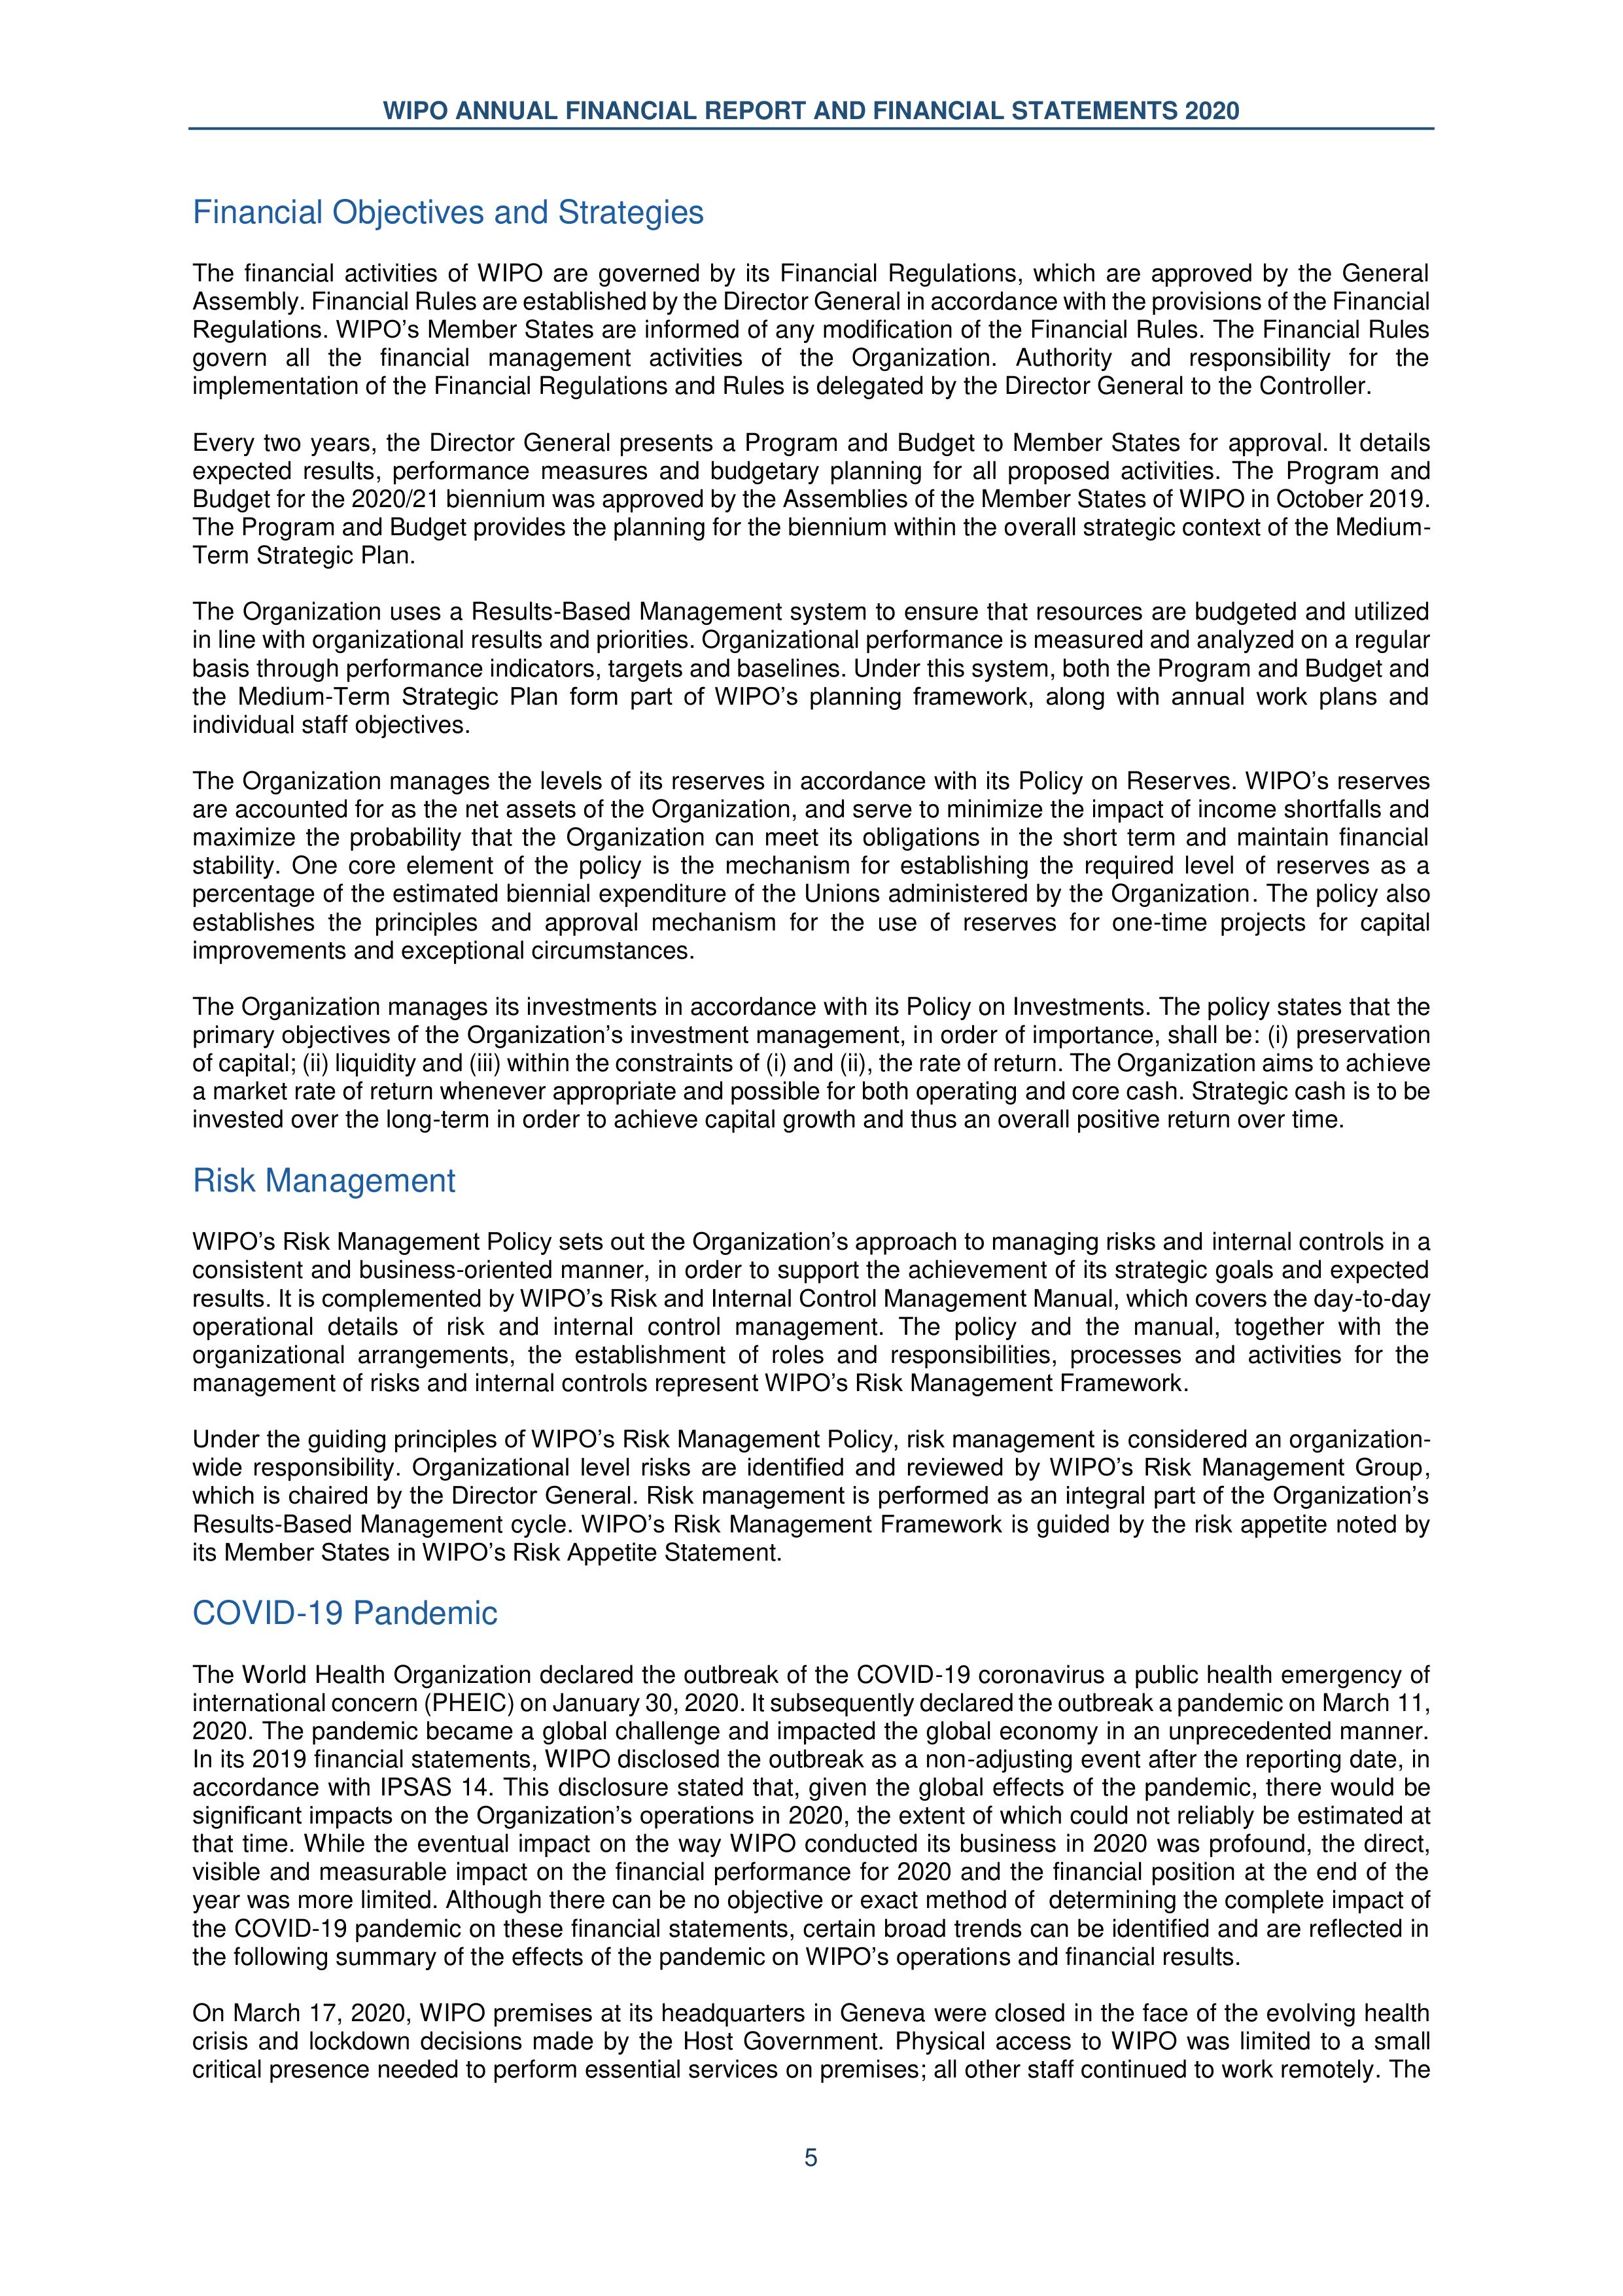 WIPO ANNUAL FINANCIAL REPORT AND FINANCIAL STATEMENTS 2020
Financial Objectives and Strategies
The financial activities of WIPO are governed by its Financial Regulations, which are approved by the General
Assembly. Financial Rules are established by the Director General in accordance with the provisions of the Financial
Regulations. WIPO’s Member States are informed of any modification of the Financial Rules. The Financial Rules
govern all the financial management activities of the Organization. Authority and responsibility for the
implementation of the Financial Regulations and Rules is delegated by the Director General to the Controller.
Every two years, the Director General presents a Program and Budget to Member States for approval. It details
expected results, performance measures and budgetary planning for all proposed activities. The Program and
Budget for the 2020/21 biennium was approved by the Assemblies of the Member States of WIPO in October 2019.
The Program and Budget provides the planning for the biennium within the overall strategic context of the Medium-
Term Strategic Plan.
The Organization uses a Results-Based Management system to ensure that resources are budgeted and utilized
in line with organizational results and priorities. Organizational performance is measured and analyzed on a regular
basis through performance indicators, targets and baselines. Under this system, both the Program and Budget and
the Medium-Term Strategic Plan form part of WIPO’s planning framework, along with annual work plans and
individual staff objectives.
The Organization manages the levels of its reserves in accordance with its Policy on Reserves. WIPO’s reserves
are accounted for as the net assets of the Organization, and serve to minimize the impact of income shortfalls and
maximize the probability that the Organization can meet its obligations in the short term and maintain financial
stability. One core element of the policy is the mechanism for establishing the required level of reserves as a
percentage of the estimated biennial expenditure of the Unions administered by the Organization. The policy also
establishes the principles and approval mechanism for the use of reserves for one-time projects for capital
improvements and exceptional circumstances.
The Organization manages its investments in accordance with its Policy on Investments. The policy states that the
primary objectives of the Organization’s investment management, in order of importance, shall be: (i) preservation
of capital; (ii) liquidity and (iii) within the constraints of (i) and (ii), the rate of return. The Organization aims to achieve
a market rate of return whenever appropriate and possible for both operating and core cash. Strategic cash is to be
invested over the long-term in order to achieve capital growth and thus an overall positive return over time.
Risk Management
WIPO’s Risk Management Policy sets out the Organization’s approach to managing risks and internal controls in a
consistent and business-oriented manner, in order to support the achievement of its strategic goals and expected
results. It is complemented by WIPO’s Risk and Internal Control Management Manual, which covers the day-to-day
operational details of risk and internal control management. The policy and the manual, together with the
organizational arrangements, the establishment of roles and responsibilities, processes and activities for the
management of risks and internal controls represent WIPO’s Risk Management Framework.
Under the guiding principles of WIPO’s Risk Management Policy, risk management is considered an organization-
wide responsibility. Organizational level risks are identified and reviewed by WIPO’s Risk Management Group,
which is chaired by the Director General. Risk management is performed as an integral part of the Organization’s
Results-Based Management cycle. WIPO’s Risk Management Framework is guided by the risk appetite noted by
its Member States in WIPO’s Risk Appetite Statement.
COVID-19 Pandemic
The World Health Organization declared the outbreak of the COVID-19 coronavirus a public health emergency of
international concern (PHEIC) on January 30, 2020. It subsequently declared the outbreak a pandemic on March 11,
2020. The pandemic became a global challenge and impacted the global economy in an unprecedented manner.
In its 2019 financial statements, WIPO disclosed the outbreak as a non-adjusting event after the reporting date, in
accordance with IPSAS 14. This disclosure stated that, given the global effects of the pandemic, there would be
significant impacts on the Organization’s operations in 2020, the extent of which could not reliably be estimated at
that time. While the eventual impact on the way WIPO conducted its business in 2020 was profound, the direct,
visible and measurable impact on the financial performance for 2020 and the financial position at the end of the
year was more limited. Although there can be no objective or exact method of determining the complete impact of
the COVID-19 pandemic on these financial statements, certain broad trends can be identified and are reflected in
the following summary of the effects of the pandemic on WIPO’s operations and financial results.
On March 17, 2020, WIPO premises at its headquarters in Geneva were closed in the face of the evolving health
crisis and lockdown decisions made by the Host Government. Physical access to WIPO was limited to a small
critical presence needed to perform essential services on premises; all other staff continued to work remotely. The
5